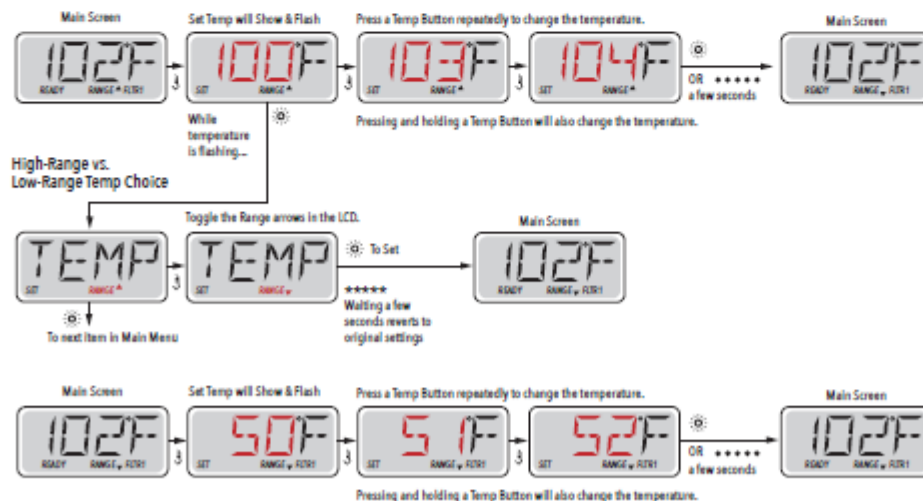 Main Screen
Set Temp will Show & Flash
Press a Temp Button repeatedly to change the temperature.
Main Screen
102°F
READY RANGE FLTR1
100°F
SET RANGE
103°F
SET RANGE
104°F
SET RANGE
OR *****
a few seconds
102°F
READY RANGE FLTR1
While
temperature
is flashing...
Pressing and holding a Temp Button will also change the temperature.
High-Range vs.
Low-Range Temp Choice
Toggle the Range arrows in the LCD.
Main Screen
TEMP
SET RANGE
TEMP
SET RANGE
To Set
*****
Waiting a few
seconds reverts to
original settings
102°F
READY RANGE FLTR1
To next item in Main Menu
Main Screen
Set Temp will Show & Flash
Press a Temp Button repeatedly to change the temperature.
Main Screen
102°F
READY RANGE FLTR1
50°F
SET RANGE FLTR1
51°F
SET RANGE FLTR1
52°F
SET RANGE FLTR1
OR *****
a few seconds
102°F
READY RANGE FLTR1
Pressing and holding a Temp Button will also change the temperature.